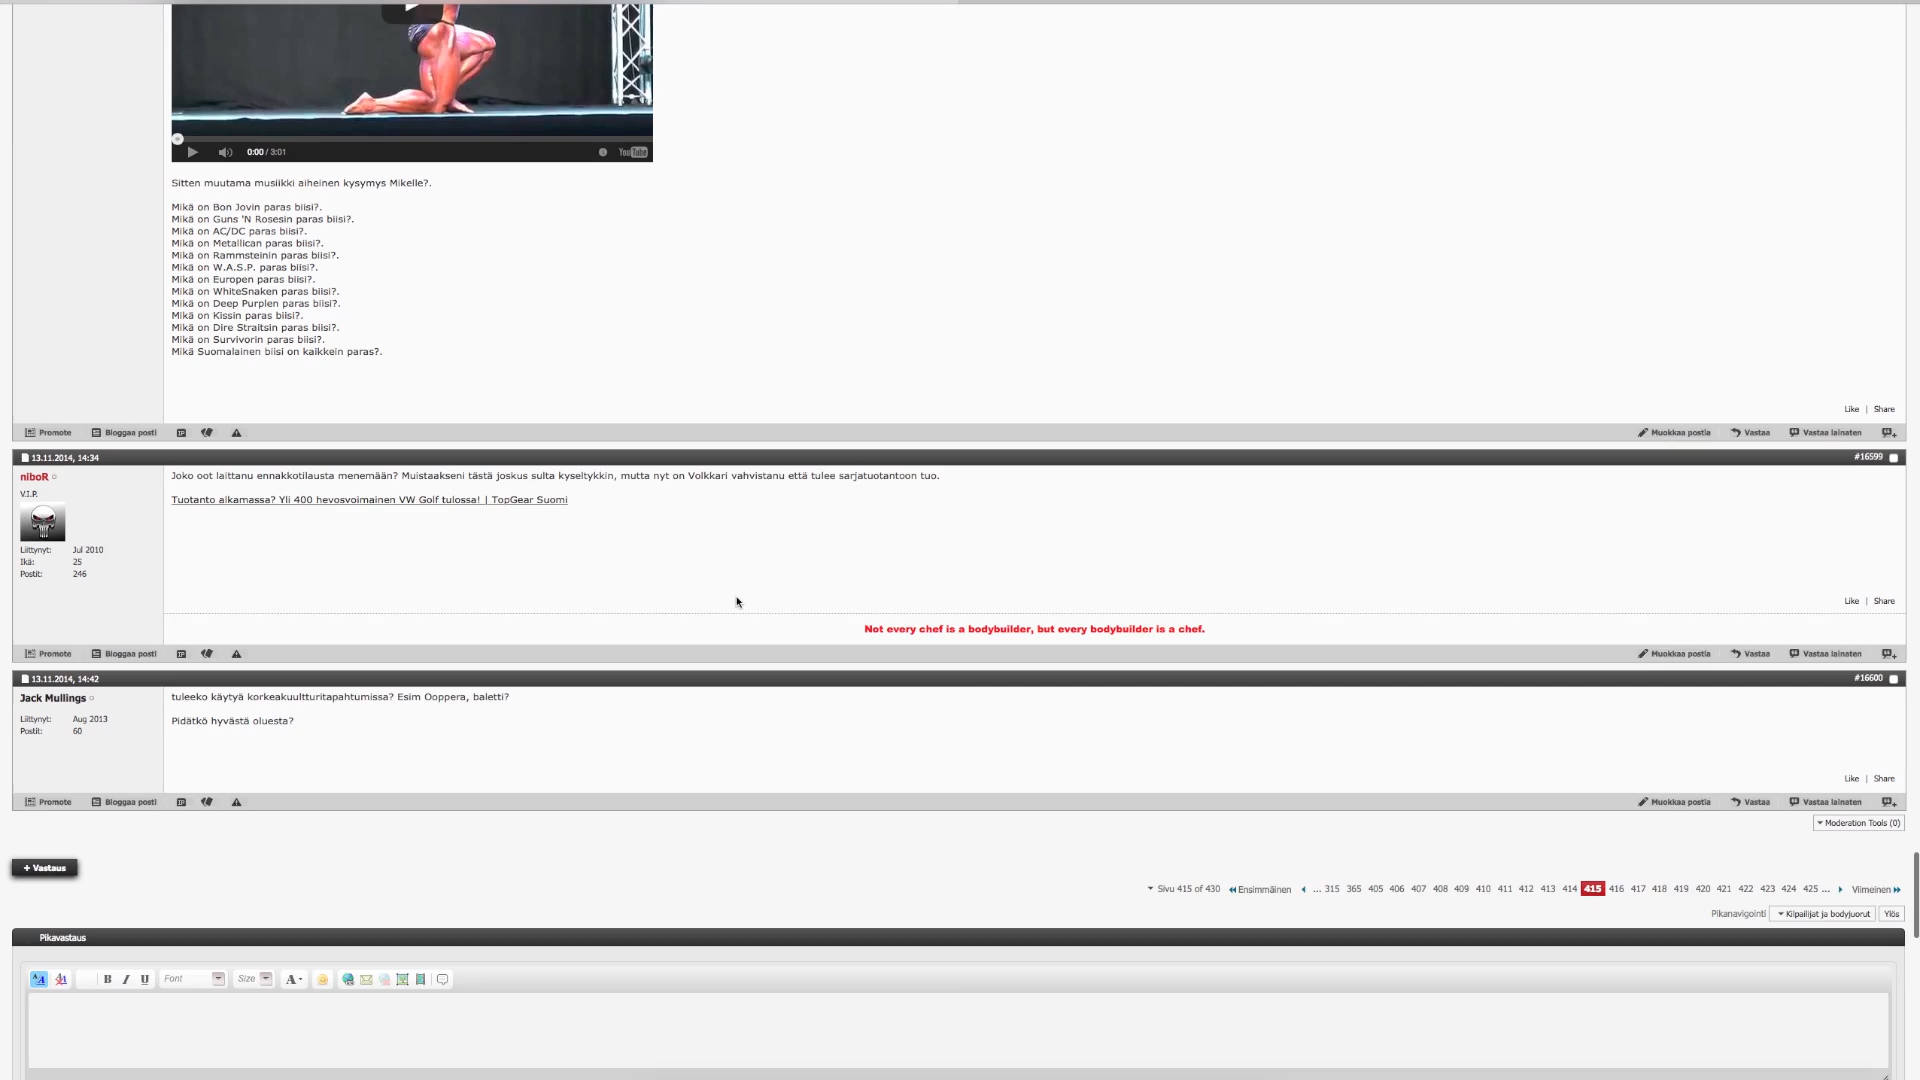 0:00 / 3:01
YouTube
Sitten muutama musiikki aiheinen kysymys Mikelle?.
Mikä on Bon Jovin paras biisi?.
Mikä on Guns 'N Rosesin paras biisi?.
Mikä on AC/DC paras biisi?.
Mikä on Metallican paras biisi?.
Mikä on Rammsteinin paras biisi?.
Mikä on W.A.S.P. paras biisi?.
Mikä on Europen paras biisi?.
Mikä on WhiteSnaken paras biisi?.
Mikä on Deep Purplen paras biisi?.
Mikä on Kissin paras biisi?.
Mikä on Dire Straitsin paras biisi?.
Mikä on Survivorin paras biisi?.
Mikä Suomalainen biisi on kaikkein paras?.
Like | Share
Promote Bloggaa posti Muokkaa postia Vastaa Vastaa lainaten
13.11.2014, 14:34 #16599
niboR
V.I.P.
Liittynyt: Jul 2010
Ikä: 25
Postit: 246
Joko oot laittanu ennakkotilausta menemään? Muistaakseni tästä joskus sulta kyseltykkin, mutta nyt on Volkkari vahvistanu että tulee sarjatuotantoon tuo.
Tuotanto alkamassa? Yli 400 hevosvoimainen VW Golf tulossa! | TopGear Suomi
Like | Share
Not every chef is a bodybuilder, but every bodybuilder is a chef.
Promote Bloggaa posti Muokkaa postia Vastaa Vastaa lainaten
13.11.2014, 14:42 #16600
Jack Mullings
Liittynyt: Aug 2013
Postit: 60
tuleeko käytyä korkeakuultturitapahtumissa? Esim Ooppera, baletti?
Pidätkö hyvästä oluesta?
Like | Share
Promote Bloggaa posti Muokkaa postia Vastaa Vastaa lainaten
Moderation Tools (0)
+ Vastaus
Sivu 415 of 430 Ensimmäinen ... 315 365 405 406 407 408 409 410 411 412 413 414 415 416 417 418 419 420 421 422 423 424 425 ... Viimeinen
Pikanavigointi Kilpailijat ja bodyjuorut Ylös
Pikavastaus
B I U Font Size A